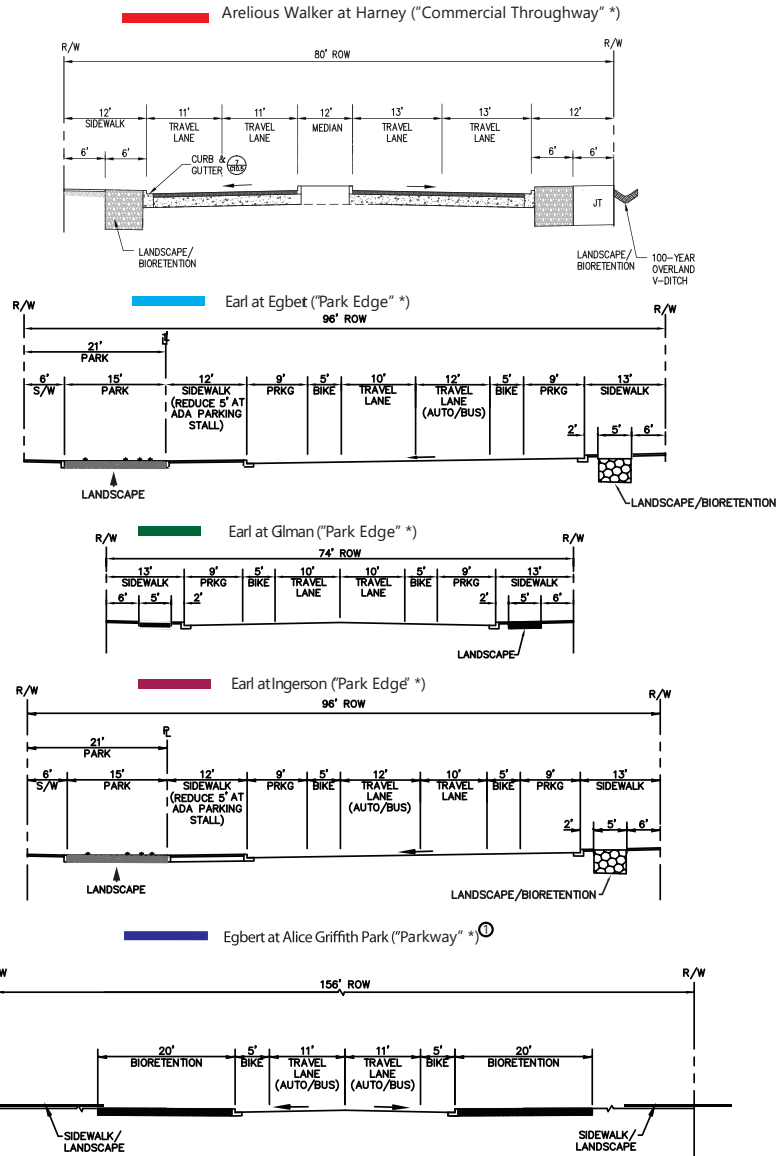 Arelious Walker at Harney ("Commercial Throughway" *)
R/W R/W
80' ROW
12' 11' 11' 12' 13' 13' 12'
SIDEWALK TRAVEL LANE TRAVEL LANE MEDIAN TRAVEL LANE TRAVEL LANE
6' 6' 6' 6'
CURB &
GUTTER
7
JT
LANDSCAPE/
BIORETENTION
LANDSCAPE/
BIORETENTION
100-YEAR
OVERLAND
V-DITCH
Earl at Egbert ("Park Edge" *)
R/W R/W
96' ROW
21'
PARK
6' 15' 12' 9' 5' 10' 12' 5' 9' 13'
S/W PARK SIDEWALK PRKG BIKE TRAVEL TRAVEL BIKE PRKG SIDEWALK
(REDUCE 5' AT LANE LANE
ADA PARKING (AUTO/BUS)
STALL)
2' 5' 6'
LANDSCAPE
LANDSCAPE/BIORETENTION
Earl at Glman ("Park Edge" *)
R/W R/W
74' ROW
13' 9' 5' 10' 10' 5' 9' 13'
SIDEWALK PRKG BIKE TRAVEL TRAVEL BIKE PRKG SIDEWALK
LANE LANE
6' 5' 2' 2' 5' 6'
LANDSCAPE
Earl at Ingerson ("Park Edge" *)
R/W R/W
96' ROW
21'
PARK
6' 15' 12' 9' 5' 12' 10' 5' 9' 13'
S/W PARK SIDEWALK PRKG BIKE TRAVEL TRAVEL BIKE PRKG SIDEWALK
(REDUCE 5' AT LANE LANE
ADA PARKING (AUTO/BUS)
STALL)
2' 5' 6'
LANDSCAPE
LANDSCAPE/BIORETENTION
Egbert at Alice Griffith Park ("Parkway" *) 1
W R/W
156' ROW
20' 5' 11' 11' 5' 20'
BIORETENTION BIKE TRAVEL TRAVEL BIKE BIORETENTION
LANE LANE
(AUTO/BUS) (AUTO/BUS)
SIDEWALK/
LANDSCAPE
SIDEWALK/
LANDSCAPE